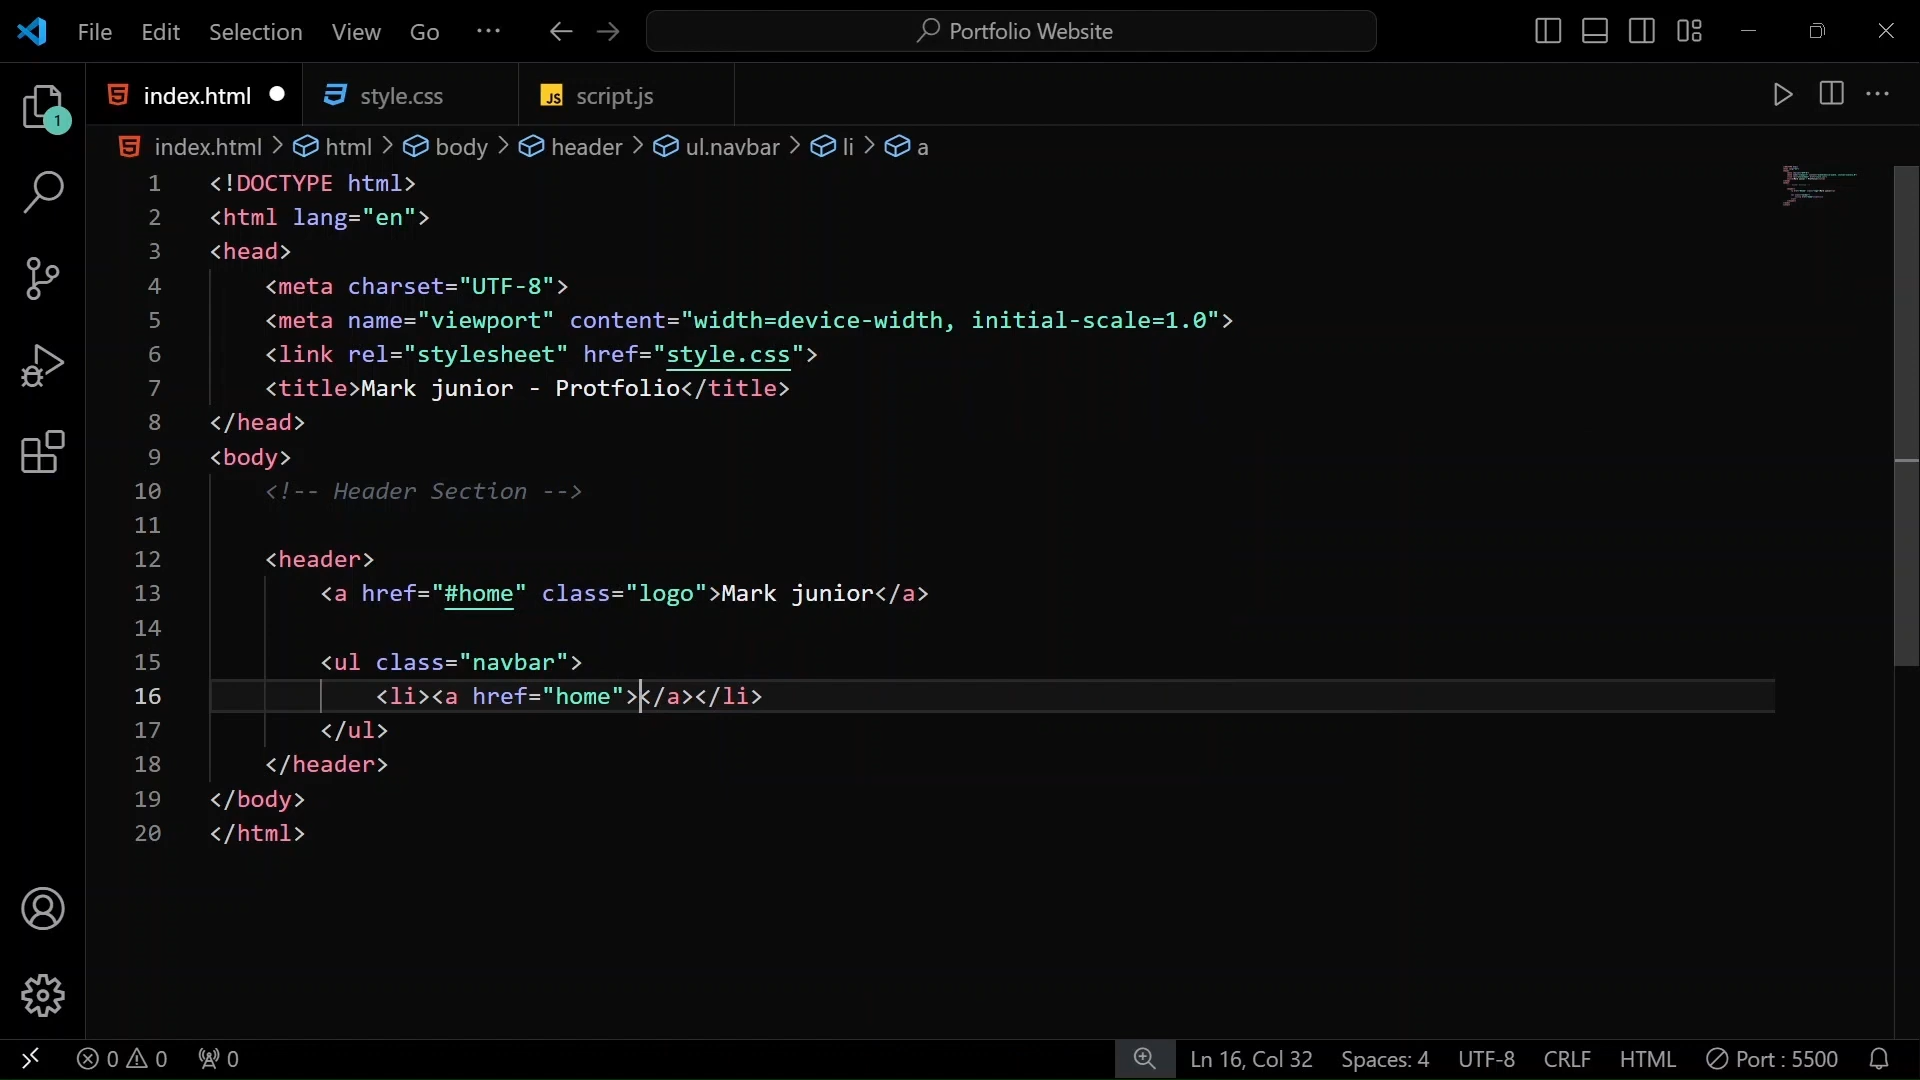 File Edit Selection View Go ··· Portfolio Website
1
index.html style.css JS script.js
index.html > html > body > header > ul.navbar > li > a
1 <!DOCTYPE html>
2 <html lang="en">
3 <head>
4 <meta charset="UTF-8">
5 <meta name="viewport" content="width=device-width, initial-scale=1.0">
6 <link rel="stylesheet" href="style.css">
7 <title>Mark junior - Protfolio</title>
8 </head>
9 <body>
10 <!-- Header Section -->
11
12 <header>
13 <a href="#home" class="logo">Mark junior</a>
14
15 <ul class="navbar">
16 <li><a href="home"></a></li>
17 </ul>
18 </header>
19 </body>
20 </html>
0 0 0 Ln 16, Col 32 Spaces: 4 UTF-8 CRLF HTML Port : 5500